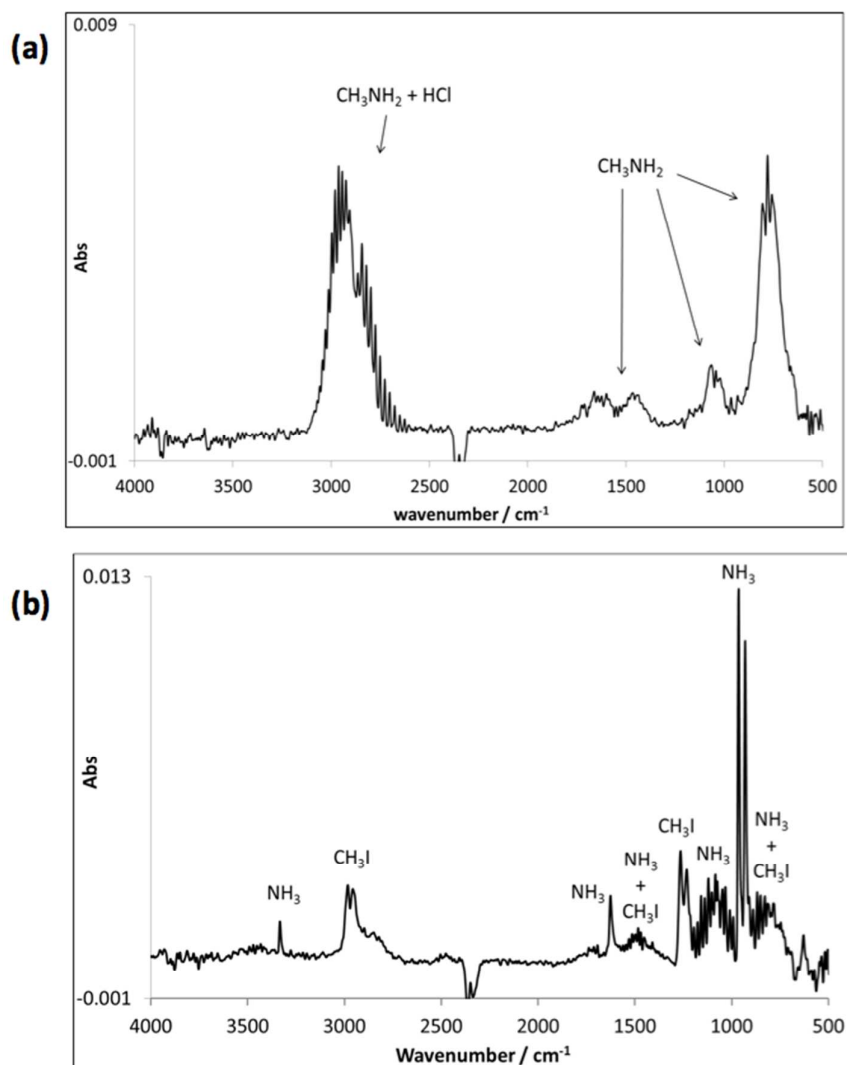 (a)
0.009
CH₃NH₂ + HCl
CH₃NH₂
Abs
-0.001
4000 3500 3000 2500 2000 1500 1000 500
wavenumber / cm⁻¹
(b)
0.013
NH₃
Abs
NH₃
CH₃I
NH₃
NH₃
+
CH₃I
CH₃I
NH₃
NH₃
+
CH₃I
-0.001
4000 3500 3000 2500 2000 1500 1000 500
Wavenumber / cm⁻¹